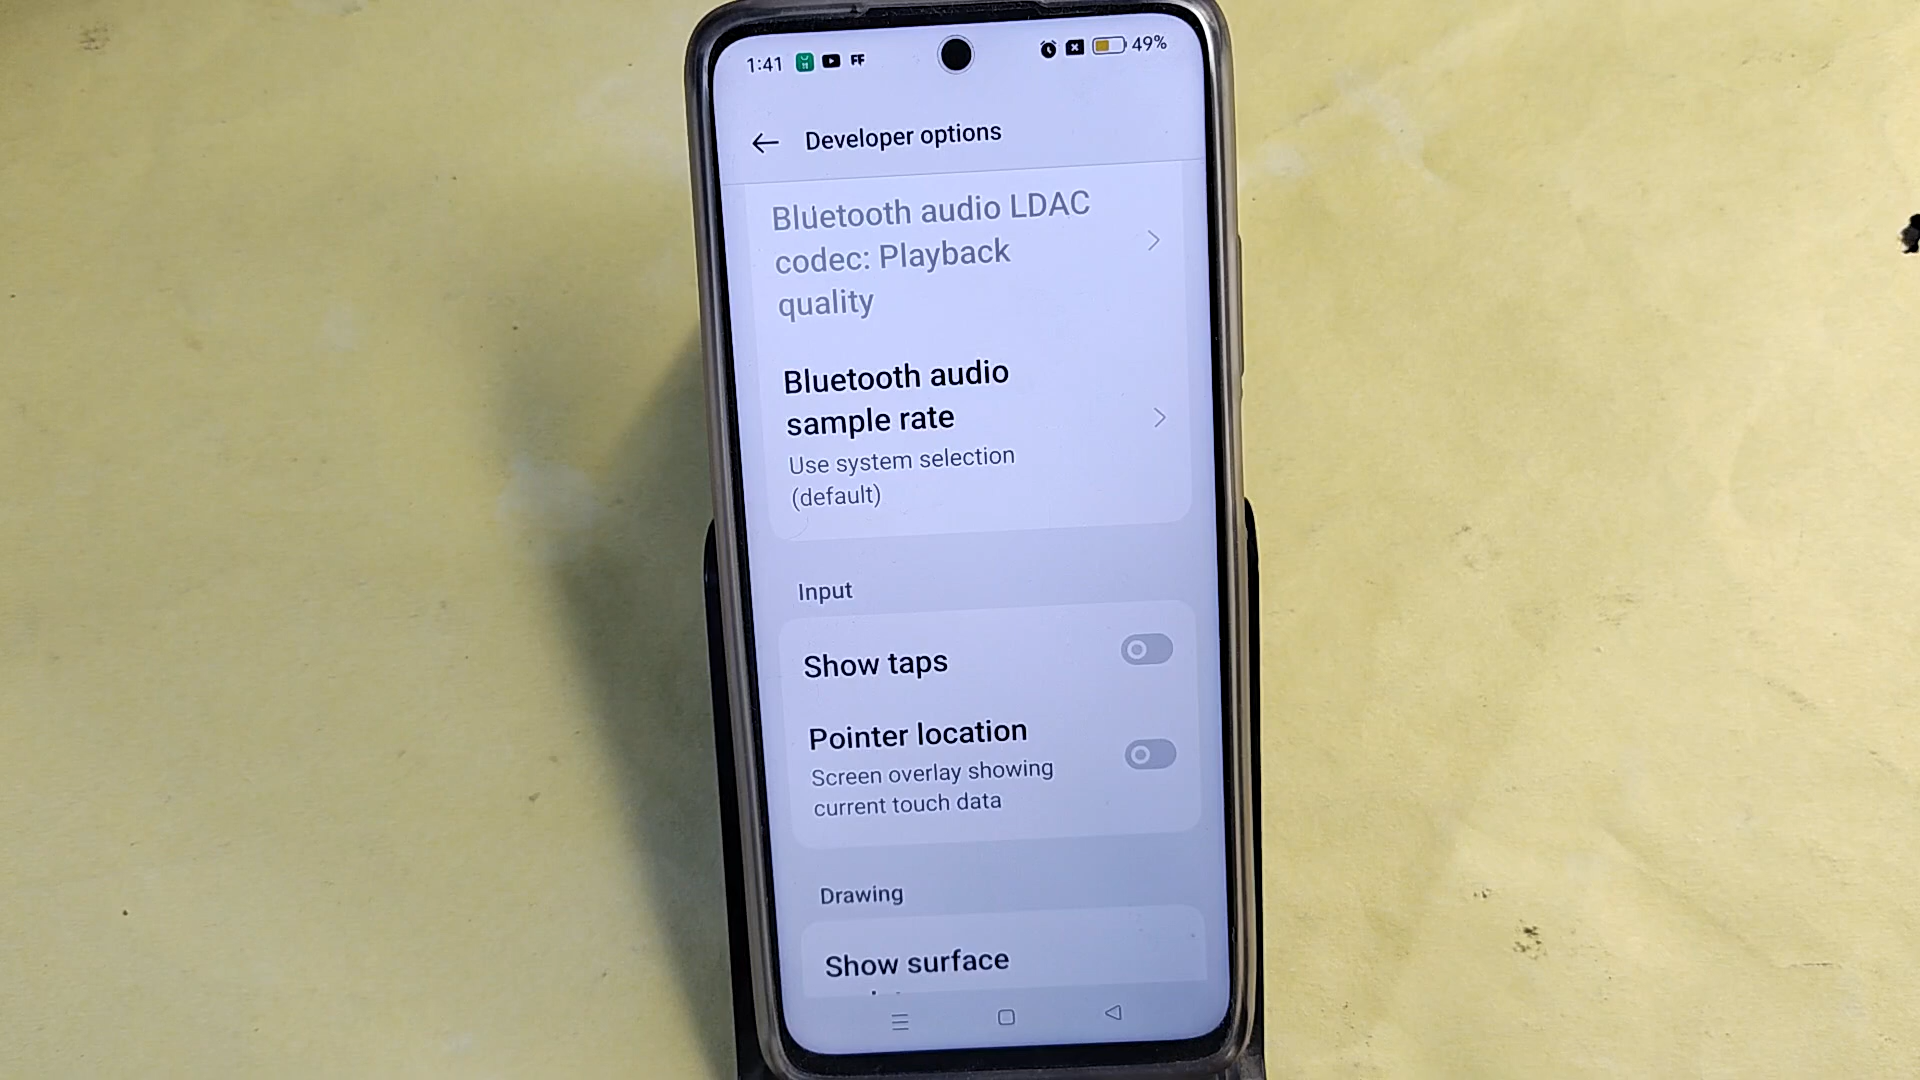 1:41 FF 49%
Developer options
Bluetooth audio LDAC
codec: Playback
quality
Bluetooth audio
sample rate
Use system selection
(default)
Input
Show taps
Pointer location
Screen overlay showing
current touch data
Drawing
Show surface